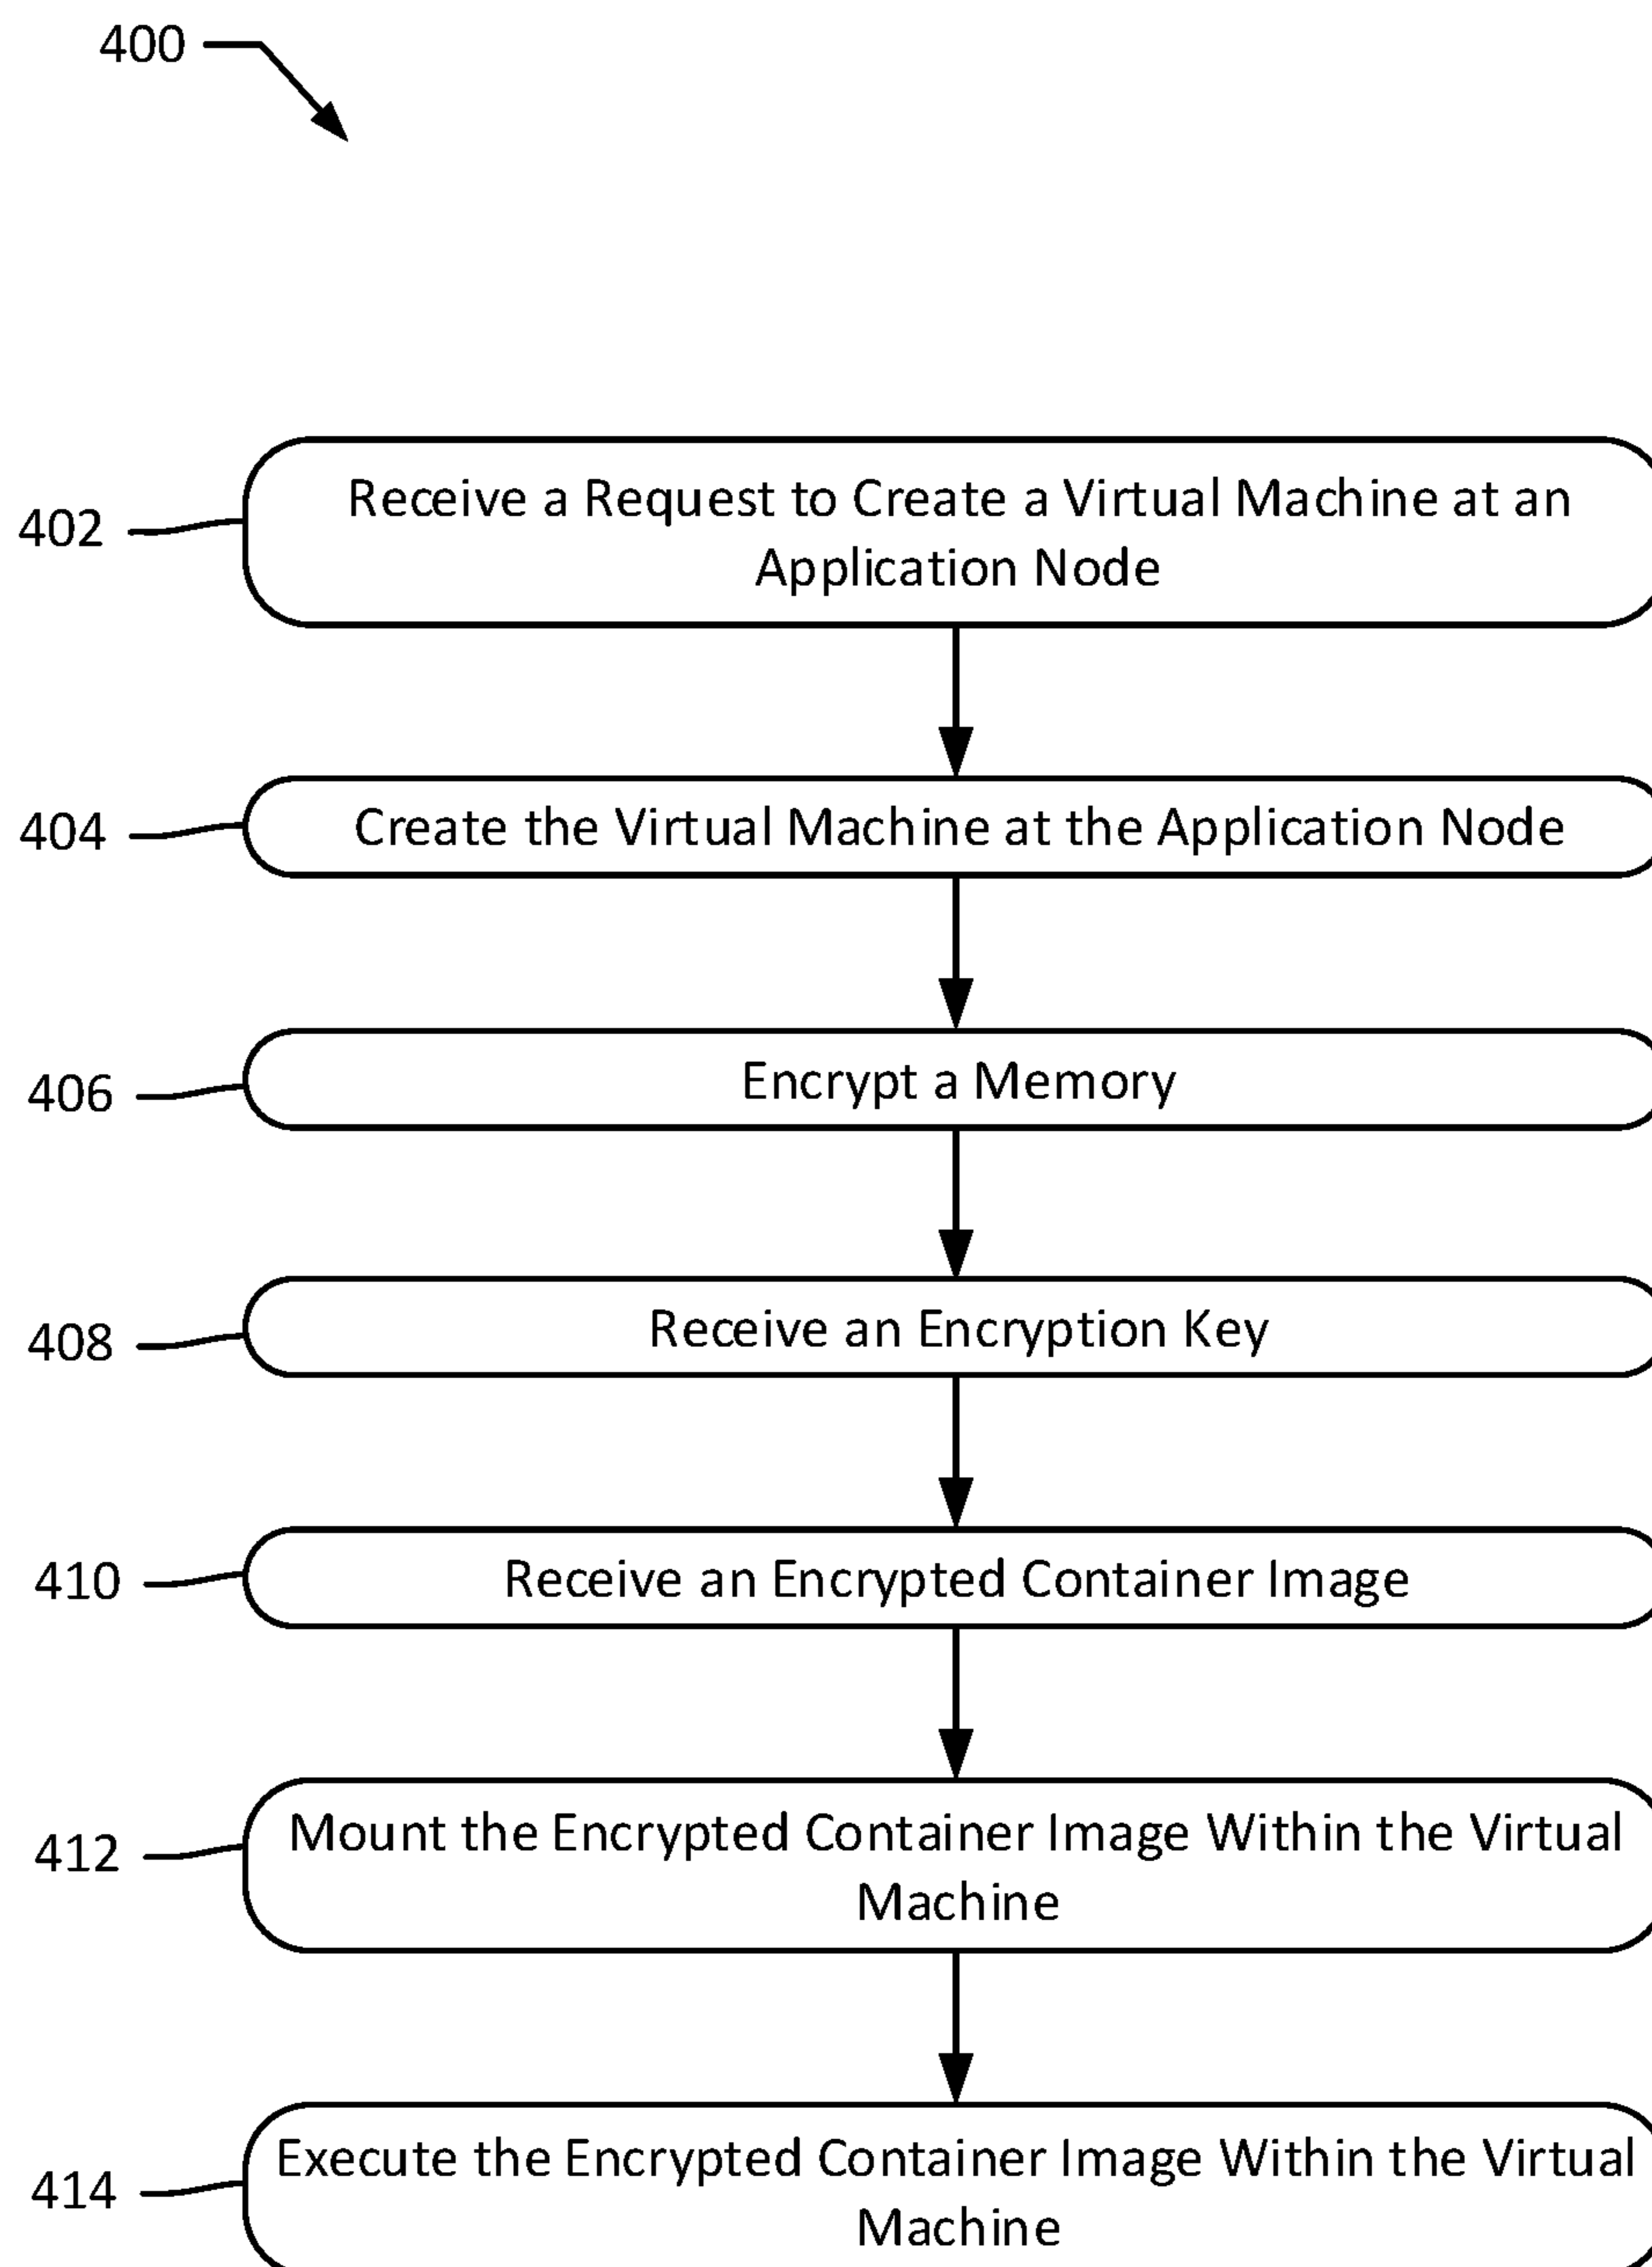 400
402
Receive a Request to Create a Virtual Machine at an
Application Node
404
Create the Virtual Machine at the Application Node
406
Encrypt a Memory
408
Receive an Encryption Key
410
Receive an Encrypted Container Image
412
Mount the Encrypted Container Image Within the Virtual
Machine
414
Execute the Encrypted Container Image Within the Virtual
Machine